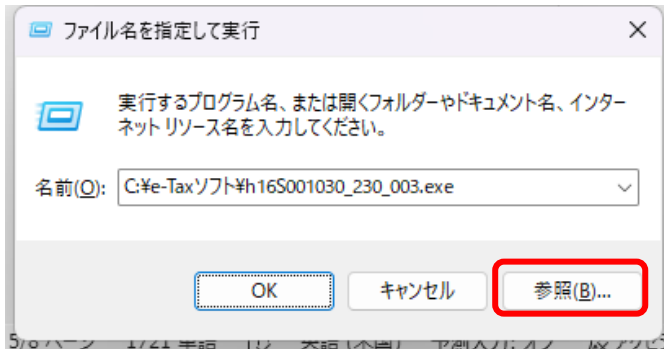 ファイル名を指定して実行
実行するプログラム名、または開くフォルダーやドキュメント名、インター
ネット リソース名を入力してください。
名前(O): C:¥e-Taxソフト¥h16S001030_230_003.exe
OK キャンセル 参照(B)...